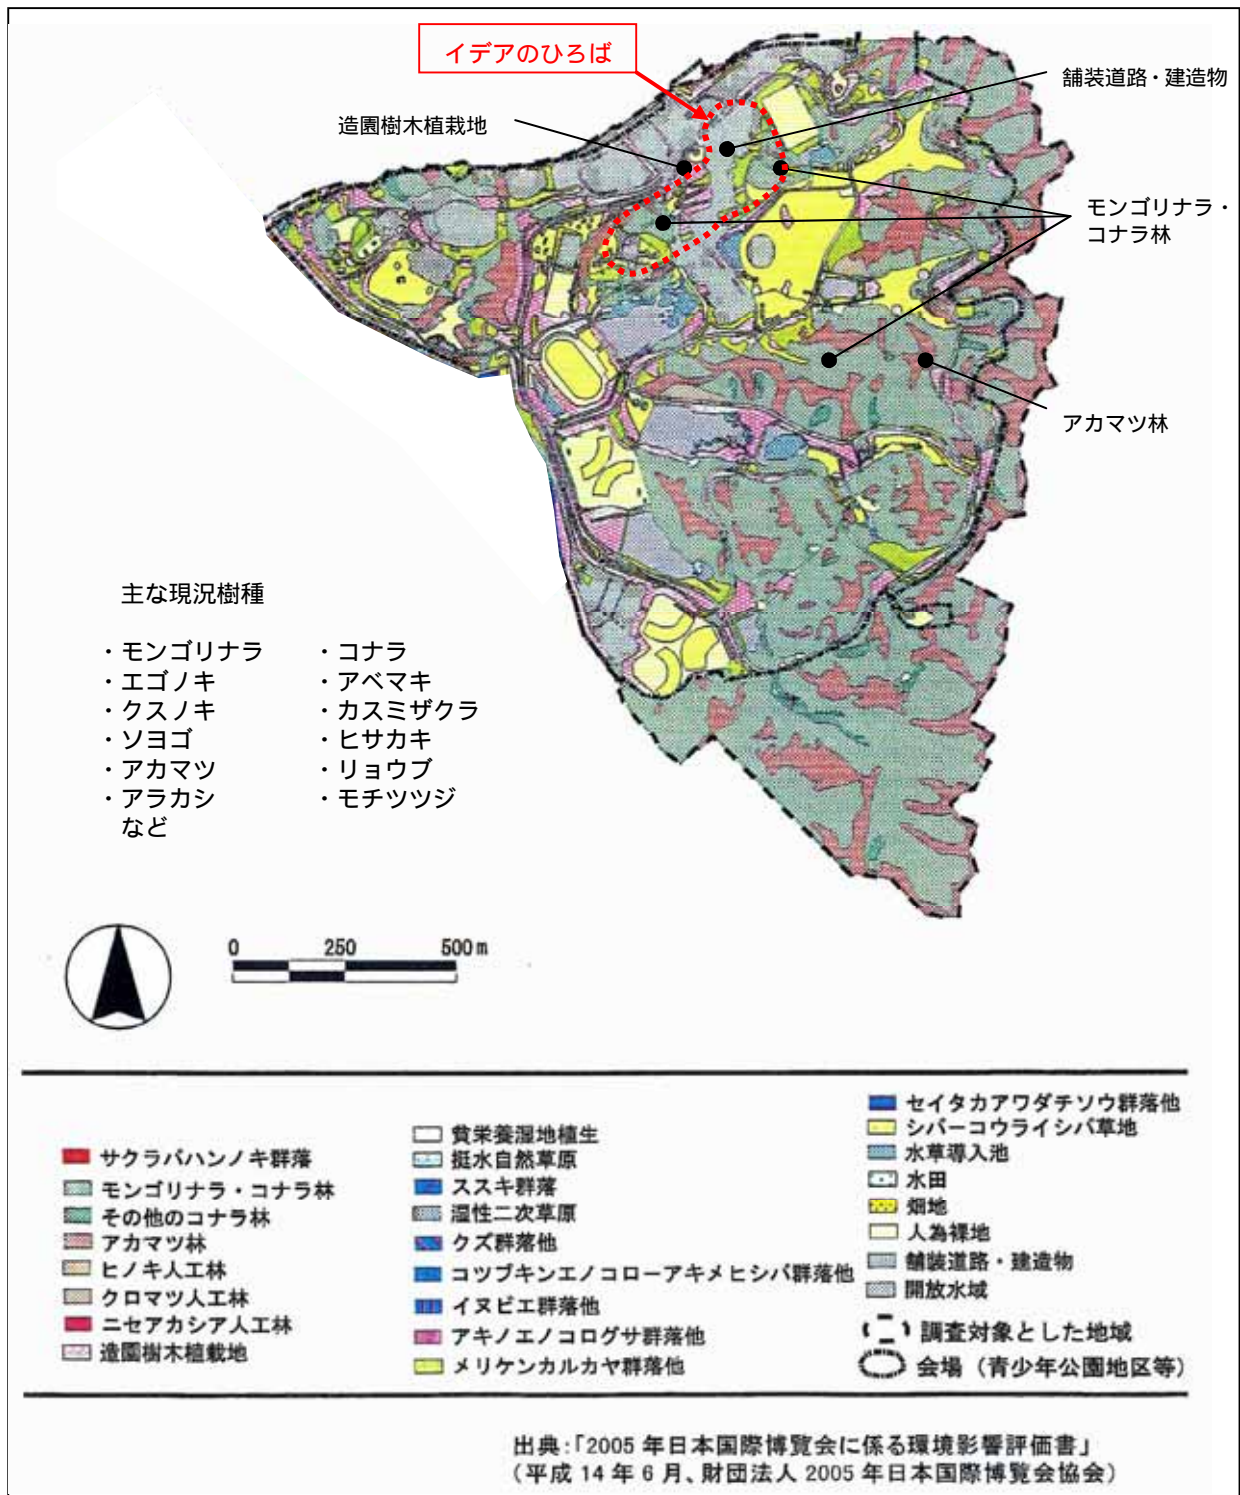 イデアのひろば
舗装道路・建造物
造園樹木植栽地
モンゴリナラ・
コナラ林
アカマツ林
主な現況樹種
・モンゴリナラ
・エゴノキ
・クスノキ
・ソヨゴ
・アカマツ
・アラカシ
など
・コナラ
・アベマキ
・カスミザクラ
・ヒサカキ
・リョウブ
・モチツツジ
0 250 500m
サクラバハンノキ群落
モンゴリナラ・コナラ林
その他のコナラ林
アカマツ林
ヒノキ人工林
クロマツ人工林
ニセアカシア人工林
造園樹木植栽地
貧栄養湿地植生
挺水自然草原
ススキ群落
湿性二次草原
クズ群落他
コツブキンエノコローアキメヒシバ群落他
イヌビエ群落他
アキノエノコログサ群落他
メリケンカルカヤ群落他
セイタカアワダチソウ群落他
シバーコウライシバ草地
水草導入池
水田
畑地
人為裸地
舗装道路・建造物
開放水域
調査対象とした地域
会場（青少年公園地区等）
出典：「2005年日本国際博覧会に係る環境影響評価書」
（平成14年6月、財団法人2005年日本国際博覧会協会）